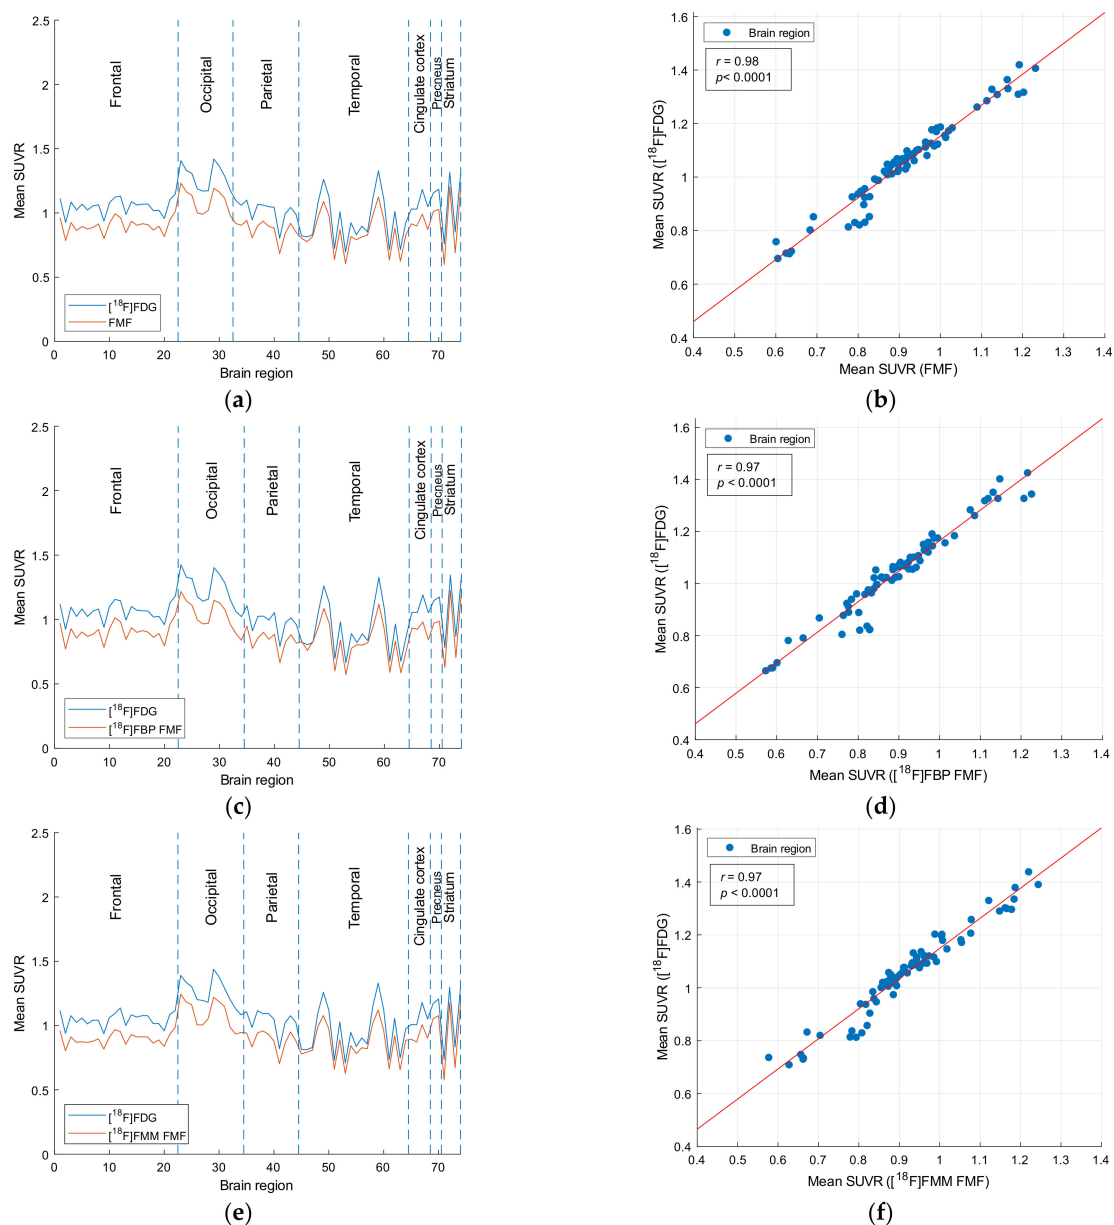 2.5
2
1.5
1
0.5
0
Mean SUVR
Frontal
Occipital
Parietal
Temporal
Cingulate cortex
Precneus
Striatum
[18F]FDG
FMF
0 10 20 30 40 50 60 70
Brain region
(a)
1.6
1.4
1.2
1
0.8
0.6
0.4
Mean SUVR ([18F]FDG)
Brain region
r = 0.98
p< 0.0001
0.4 0.5 0.6 0.7 0.8 0.9 1 1.1 1.2 1.3 1.4
Mean SUVR (FMF)
(b)
2.5
2
1.5
1
0.5
0
Mean SUVR
Frontal
Occipital
Parietal
Temporal
Cingulate cortex
Precneus
Striatum
[18F]FDG
[18F]FBP FMF
0 10 20 30 40 50 60 70
Brain region
(c)
1.6
1.4
1.2
1
0.8
0.6
0.4
Mean SUVR ([18F]FDG)
Brain region
r = 0.97
p < 0.0001
0.4 0.5 0.6 0.7 0.8 0.9 1 1.1 1.2 1.3 1.4
Mean SUVR ([18F]FBP FMF)
(d)
2.5
2
1.5
1
0.5
0
Mean SUVR
Frontal
Occipital
Parietal
Temporal
Cingulate cortex
Precneus
Striatum
[18F]FDG
[18F]FMM FMF
0 10 20 30 40 50 60 70
Brain region
(e)
1.6
1.4
1.2
1
0.8
0.6
0.4
Mean SUVR ([18F]FDG)
Brain region
r = 0.97
p < 0.0001
0.4 0.5 0.6 0.7 0.8 0.9 1 1.1 1.2 1.3 1.4
Mean SUVR ([18F]FMM FMF)
(f)